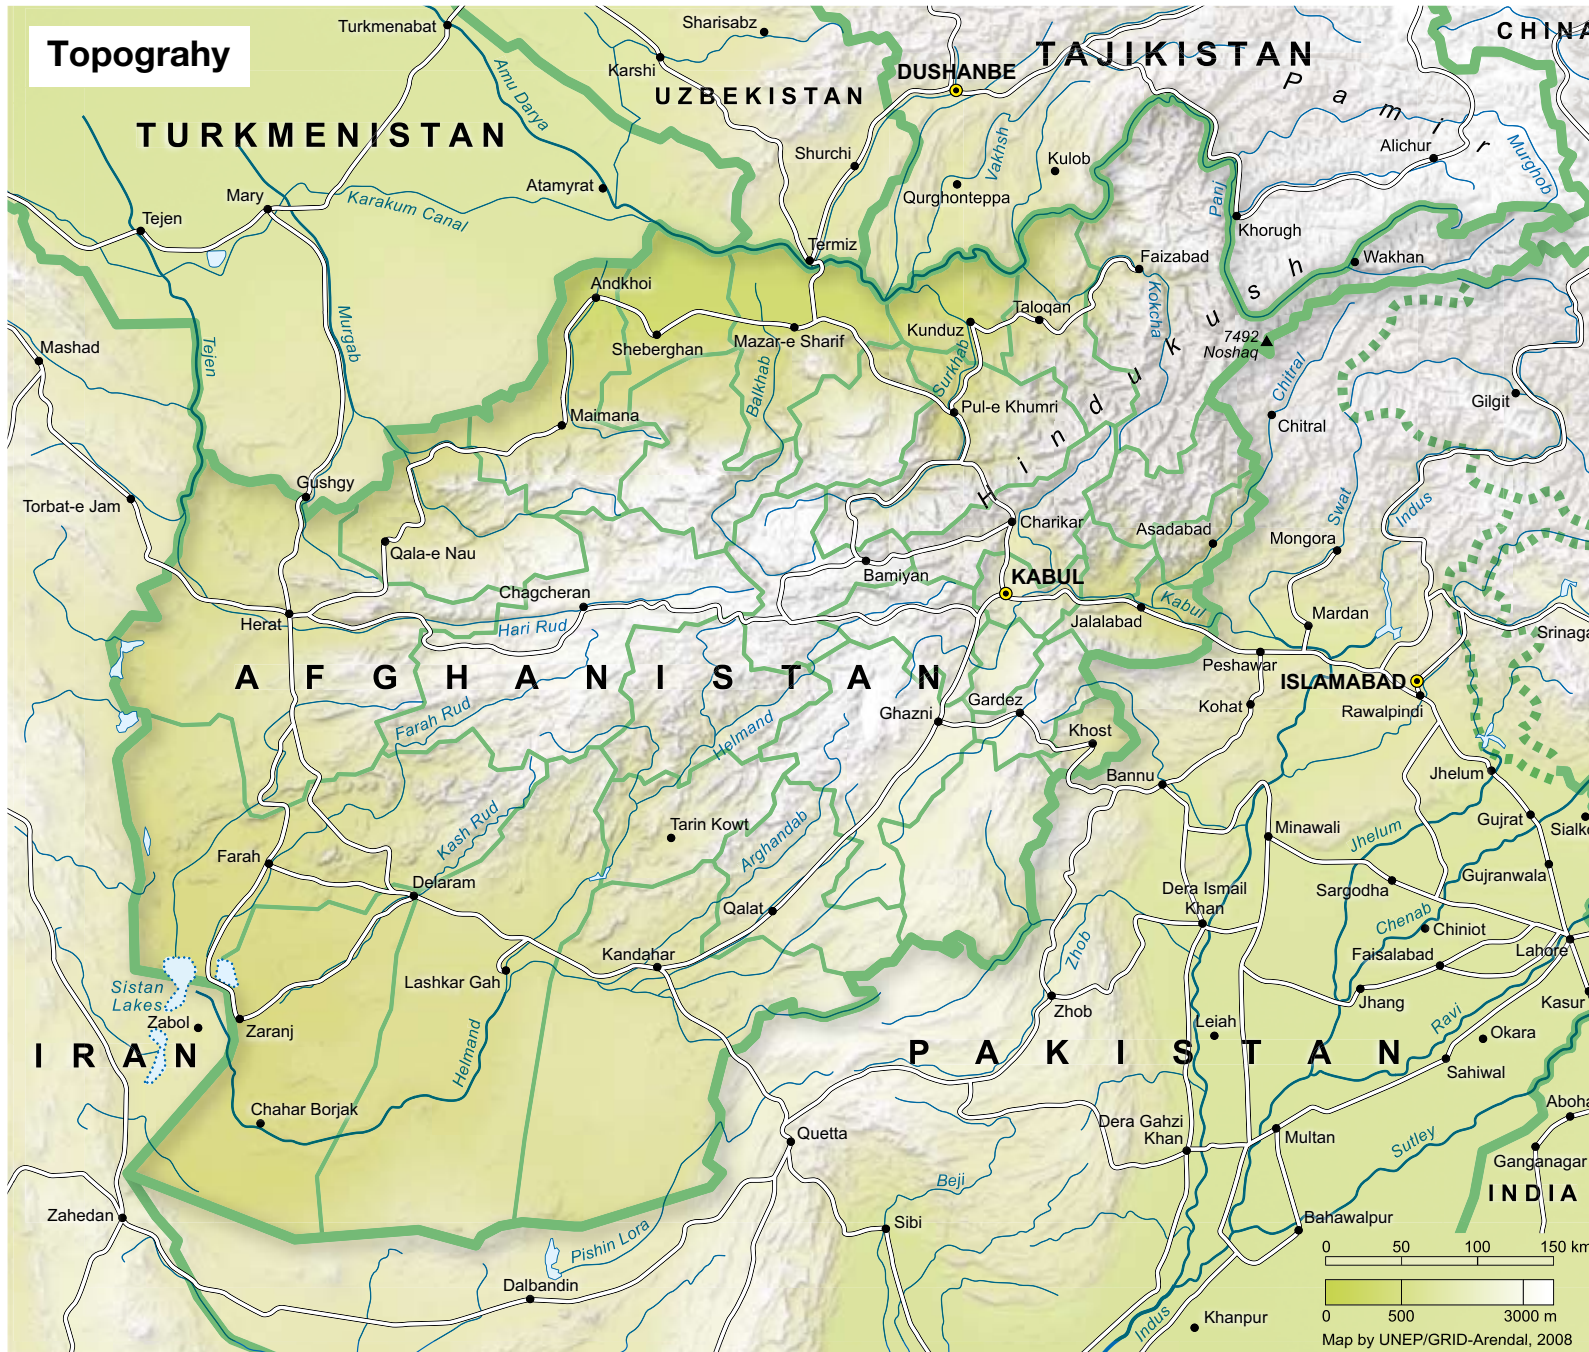 Topograhy
Turkmenabat
Sharisabz
CHINA
Karshi
DUSHANBE
TAJIKISTAN
Amu Darya
UZBEKISTAN
Pamir
TURKMENISTAN
Shurchi
Vakhsh
Kulob
Alichur
Murghob
Atamyrat
Mary
Karakum Canal
Qurghonteppa
Panj
Tejen
Khorugh
Termiz
Faizabad
Wakhan
Andkhoi
Kokcha
Hindu kush
Murgab
Tejen
Taloqan
Kunduz
7492
Noshaq
Mashad
Sheberghan
Mazar-e Sharif
Surkhab
Balkhab
Chitral
Gilgit
Maimana
Pul-e Khumri
Chitral
Gushgy
Torbat-e Jam
Swat
Indus
Charikar
Asadabad
Mongora
Qala-e Nau
Bamiyan
KABUL
Chagcheran
Kabul
Mardan
Herat
Hari Rud
Jalalabad
Srinaga
Peshawar
AFGHANISTAN
ISLAMABAD
Rawalpindi
Kohat
Farah Rud
Helmand
Ghazni
Gardez
Khost
Bannu
Jhelum
Kash Rud
Tarin Kowt
Arghandab
Minawali
Jhelum
Gujrat
Sialko
Farah
Delaram
Gujranwala
Sargodha
Dera Ismail
Khan
Qalat
Chenab
Chiniot
Kandahar
Zhob
Faisalabad
Lahore
Lashkar Gah
Sistan
Lakes
Zabol
Zaranj
Zhob
Jhang
Kasur
Leiah
Ravi
Okara
IRAN
Helmand
PAKISTAN
Sahiwal
Chahar Borjak
Aboha
Quetta
Dera Gahzi
Khan
Multan
Sutley
Ganganagar
Beji
INDIA
Zahedan
Sibi
Bahawalpur
Pishin Lora
0 50 100 150 km
Dalbandin
Indus
Khanpur
0 500 3000 m
Map by UNEP/GRID-Arendal, 2008